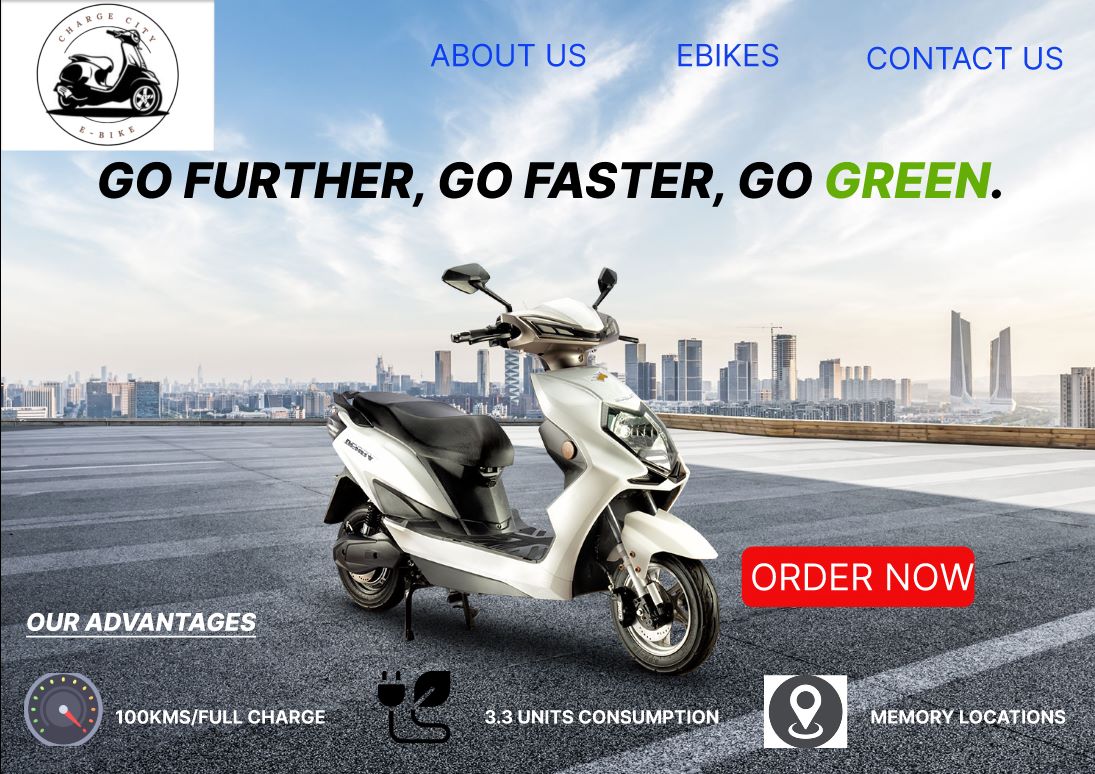 CHARGE CITY
E-BIKE
ABOUT US
EBIKES
CONTACT US
GO FURTHER, GO FASTER, GO GREEN.
ORDER NOW
OUR ADVANTAGES
100KMS/FULL CHARGE
3.3 UNITS CONSUMPTION
MEMORY LOCATIONS